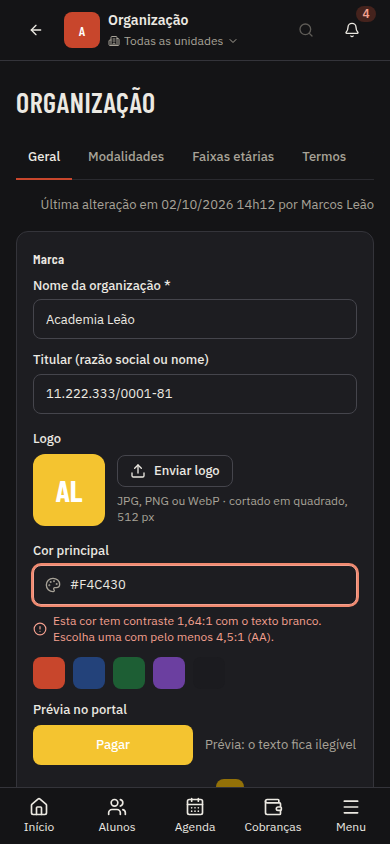 A
Organização
Todas as unidades
4
ORGANIZAÇÃO
Geral
Modalidades
Faixas etárias
Termos
Última alteração em 02/10/2026 14h12 por Marcos Leão
Marca
Nome da organização *
Academia Leão
Titular (razão social ou nome)
11.222.333/0001-81
Logo
AL
Enviar logo
JPG, PNG ou WebP · cortado em quadrado,
512 px
Cor principal
#F4C430
Esta cor tem contraste 1,64:1 com o texto branco.
Escolha uma com pelo menos 4,5:1 (AA).
Prévia no portal
Pagar
Prévia: o texto fica ilegível
Início
Alunos
Agenda
Cobranças
Menu